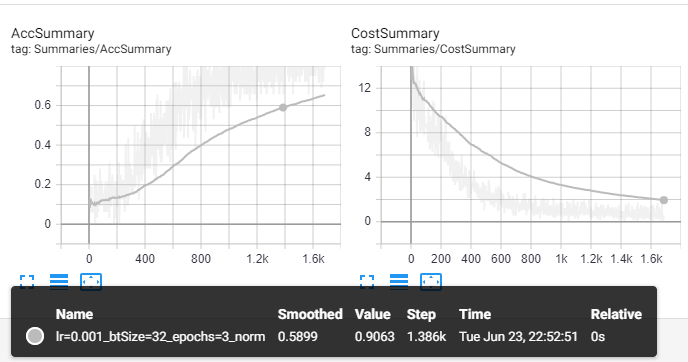 AccSummary
tag: Summaries/AccSummary
0.6
0.4
0.2
0
0 400 800 1.2k 1.6k
CostSummary
tag: Summaries/CostSummary
12
8
4
0
0 200 400 600 800 1k 1.2k 1.4k 1.6k
Name Smoothed Value Step Time Relative
lr=0.001_btSize=32_epochs=3_norm 0.5899 0.9063 1.386k Tue Jun 23, 22:52:51 0s